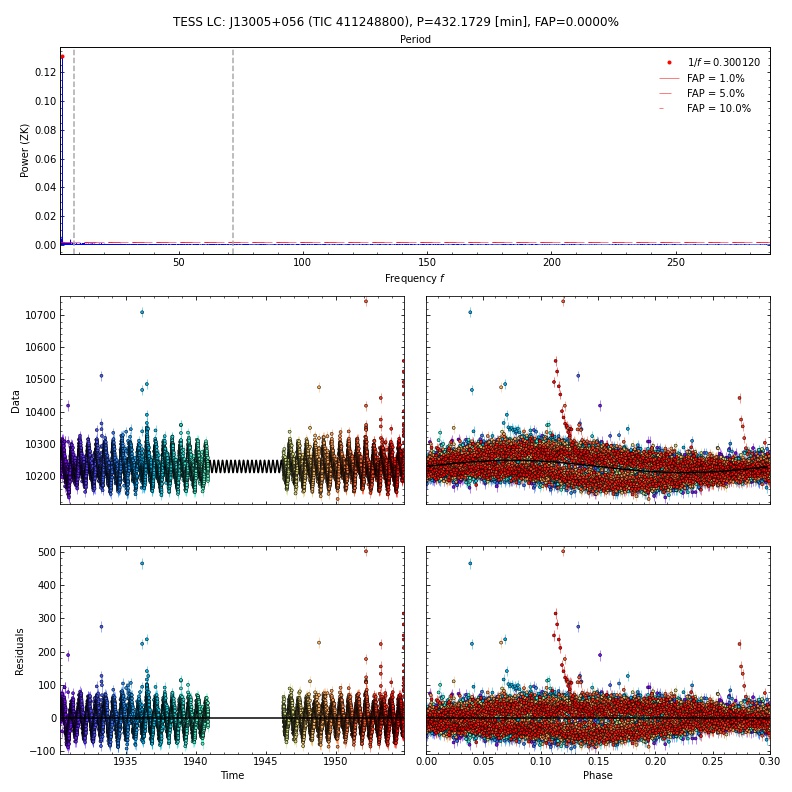 TESS LC: J13005+056 (TIC 411248800), P=432.1729 [min], FAP=0.0000%
Period
1/f = 0.300120
FAP = 1.0%
FAP = 5.0%
FAP = 10.0%
Power (ZK)
0.12
0.10
0.08
0.06
0.04
0.02
0.00
50 100 150 200 250
Frequency f
Data
10700
10600
10500
10400
10300
10200
Residuals
500
400
300
200
100
0
−100
1935 1940 1945 1950
Time
0.00 0.05 0.10 0.15 0.20 0.25 0.30
Phase